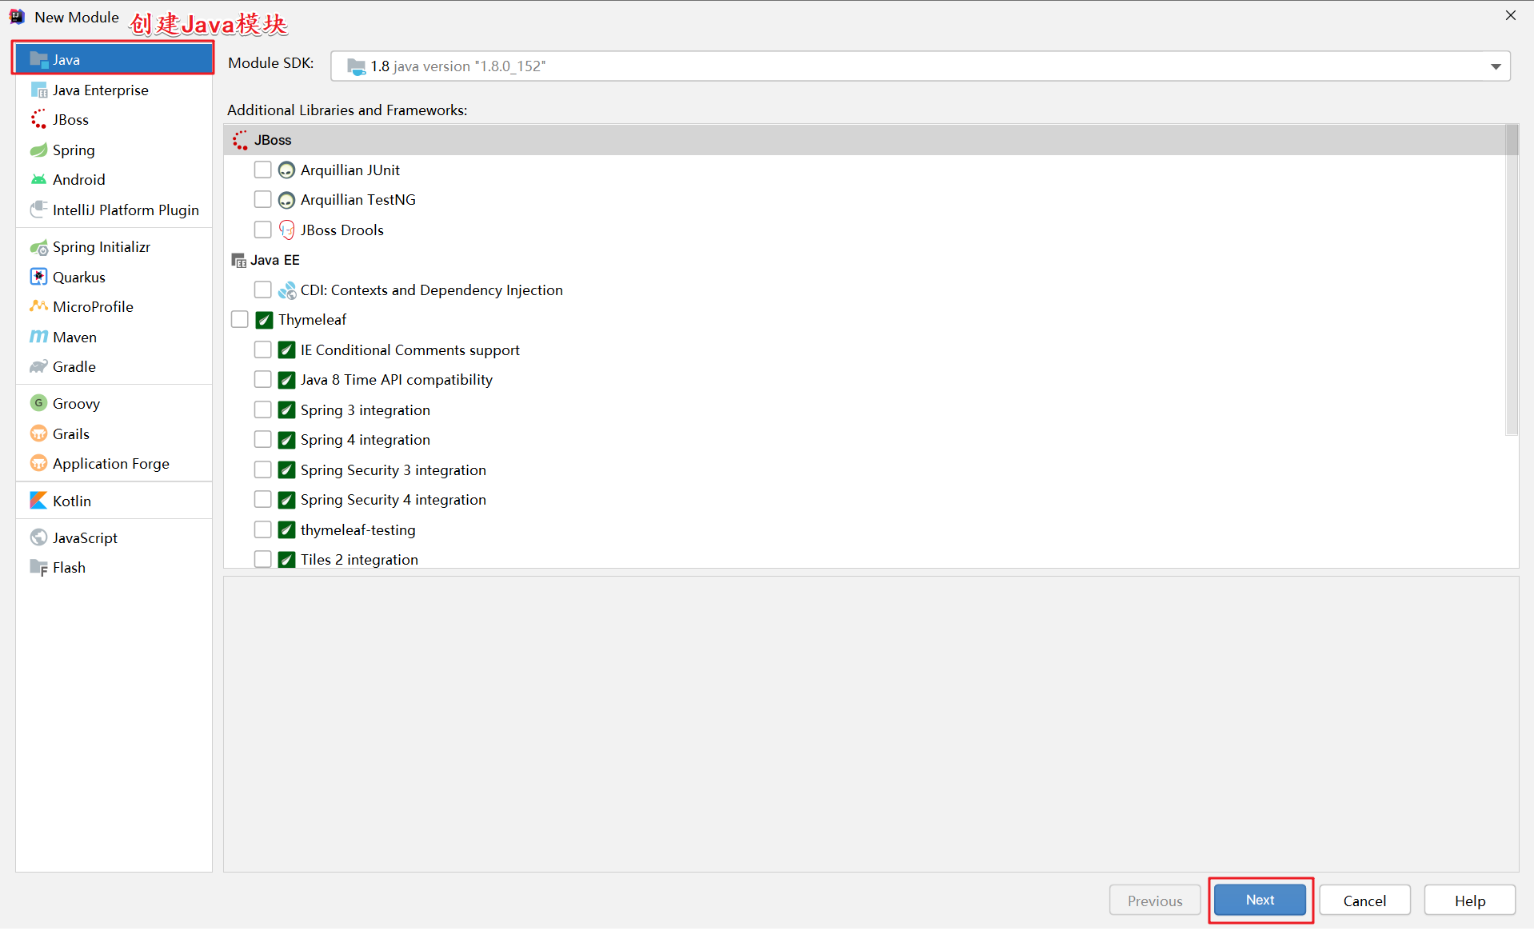 New Module
创建Java模块
Java
Java Enterprise
JBoss
Spring
Android
IntelliJ Platform Plugin
Spring Initializr
Quarkus
MicroProfile
Maven
Gradle
Groovy
Grails
Application Forge
Kotlin
JavaScript
Flash
Module SDK:
1.8 java version "1.8.0_152"
Additional Libraries and Frameworks:
JBoss
Arquillian JUnit
Arquillian TestNG
JBoss Drools
Java EE
CDI: Contexts and Dependency Injection
Thymeleaf
IE Conditional Comments support
Java 8 Time API compatibility
Spring 3 integration
Spring 4 integration
Spring Security 3 integration
Spring Security 4 integration
thymeleaf-testing
Tiles 2 integration
Previous
Next
Cancel
Help